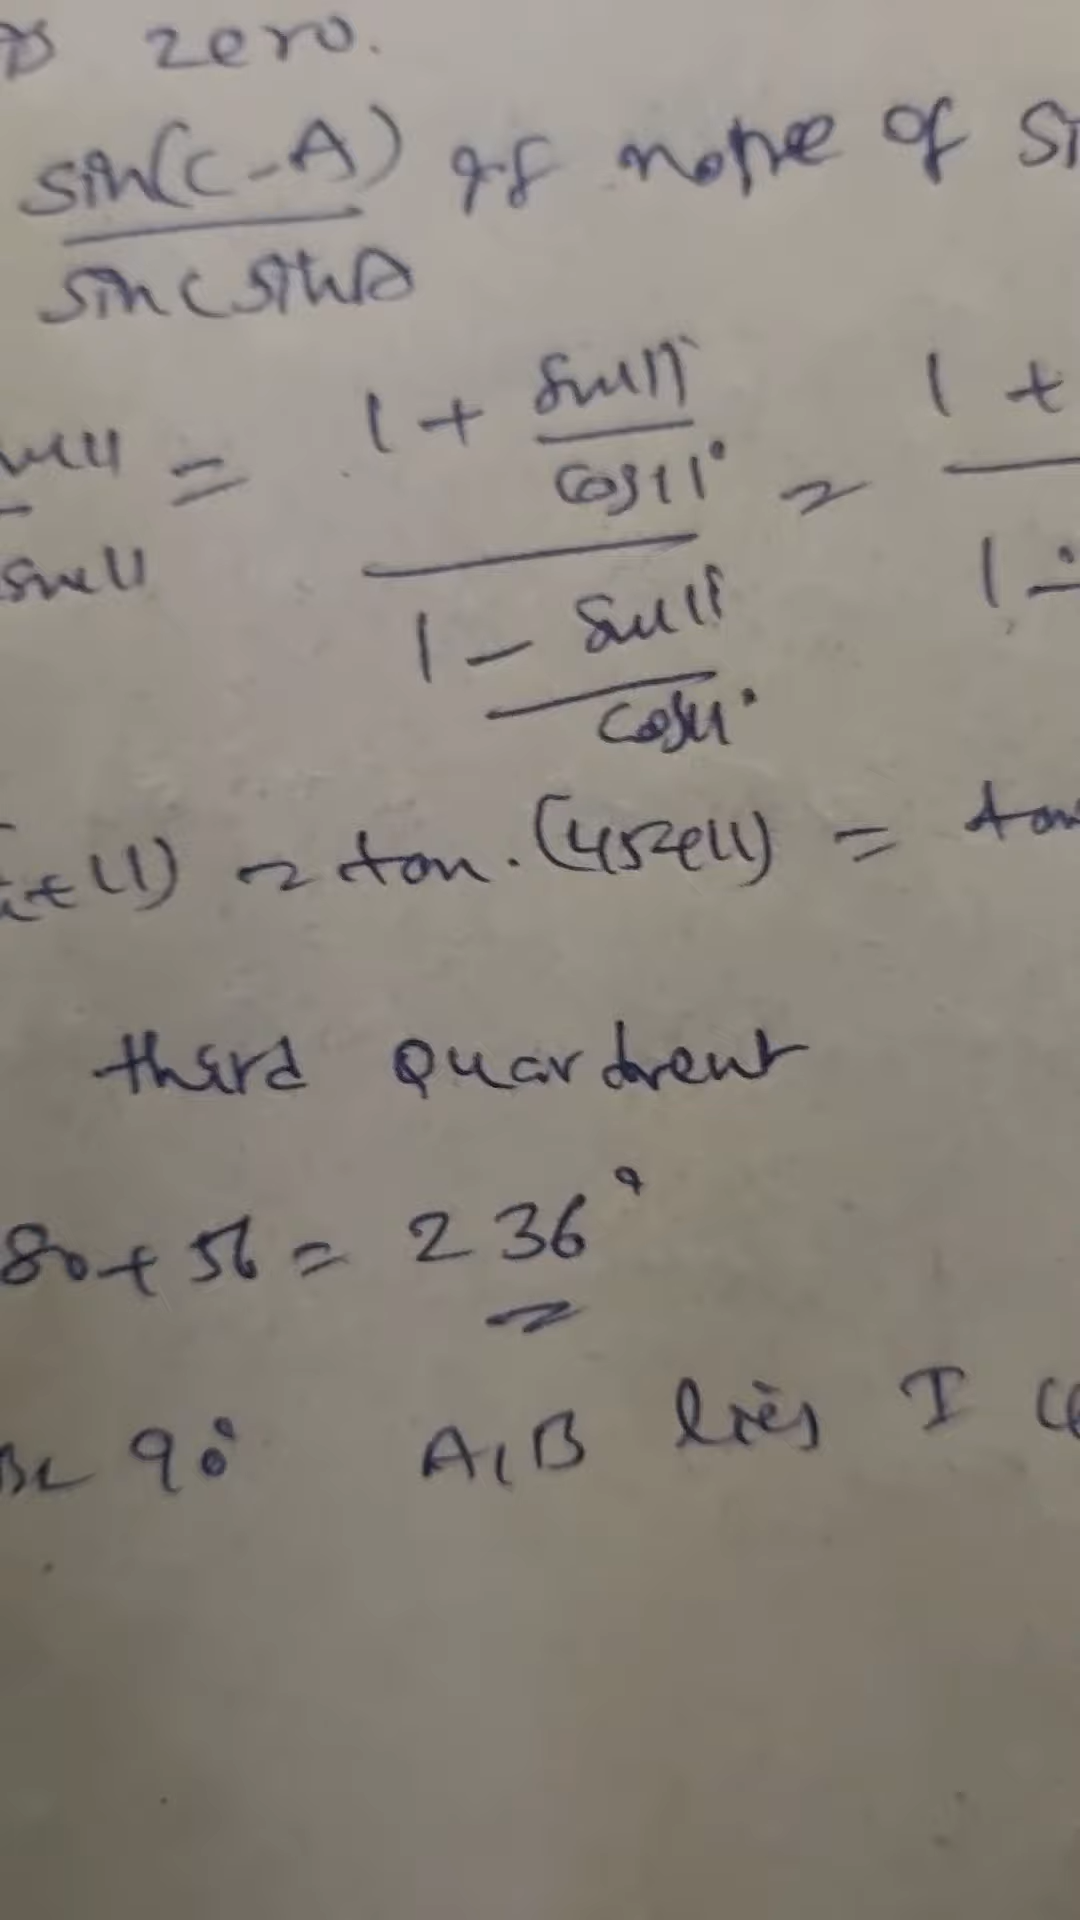 zero.
sin(C-A) If none of
sinC sinA
= 1 + sin11° / cos11° = 1 +
1 - sin11° / cos11°
+ 11) = tan (45+11) = tan
third Quardrent
80+56 = 236°
90° A,B lies I